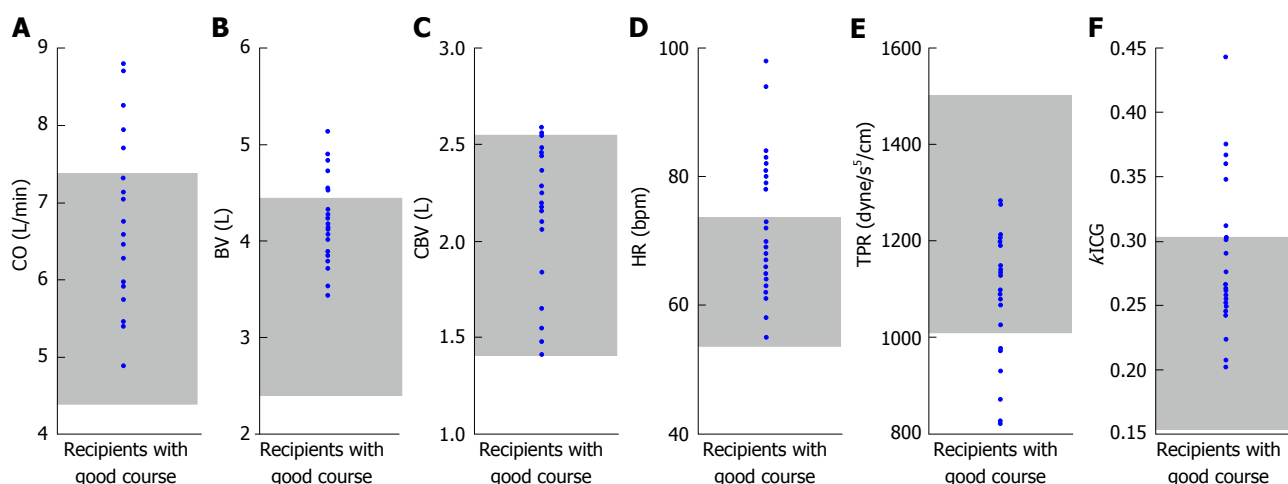 A
CO (L/min)
9
8
7
6
5
4
Recipients with
good course
B
BV (L)
6
5
4
3
2
Recipients with
good course
C
CBV (L)
3.0
2.5
2.0
1.5
1.0
Recipients with
good course
D
HR (bpm)
100
80
60
40
Recipients with
good course
E
TPR (dyne/s⁵/cm)
1600
1400
1200
1000
800
Recipients with
good course
F
kICG
0.45
0.40
0.35
0.30
0.25
0.20
0.15
Recipients with
good course